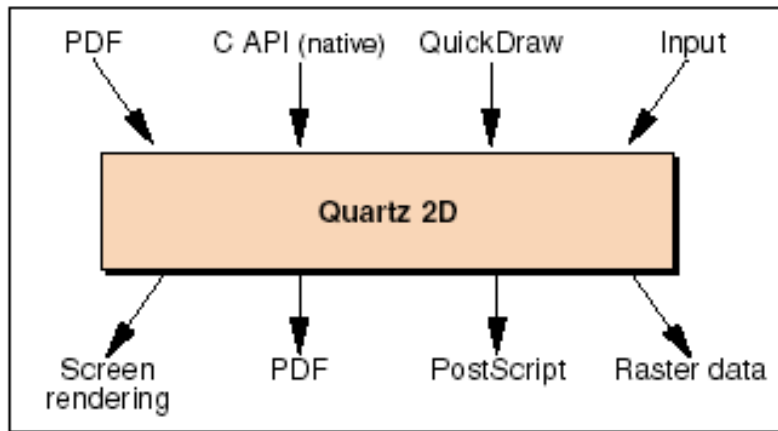 PDF
C API (native)
QuickDraw
Input
Quartz 2D
Screen
rendering
PDF
PostScript
Raster data